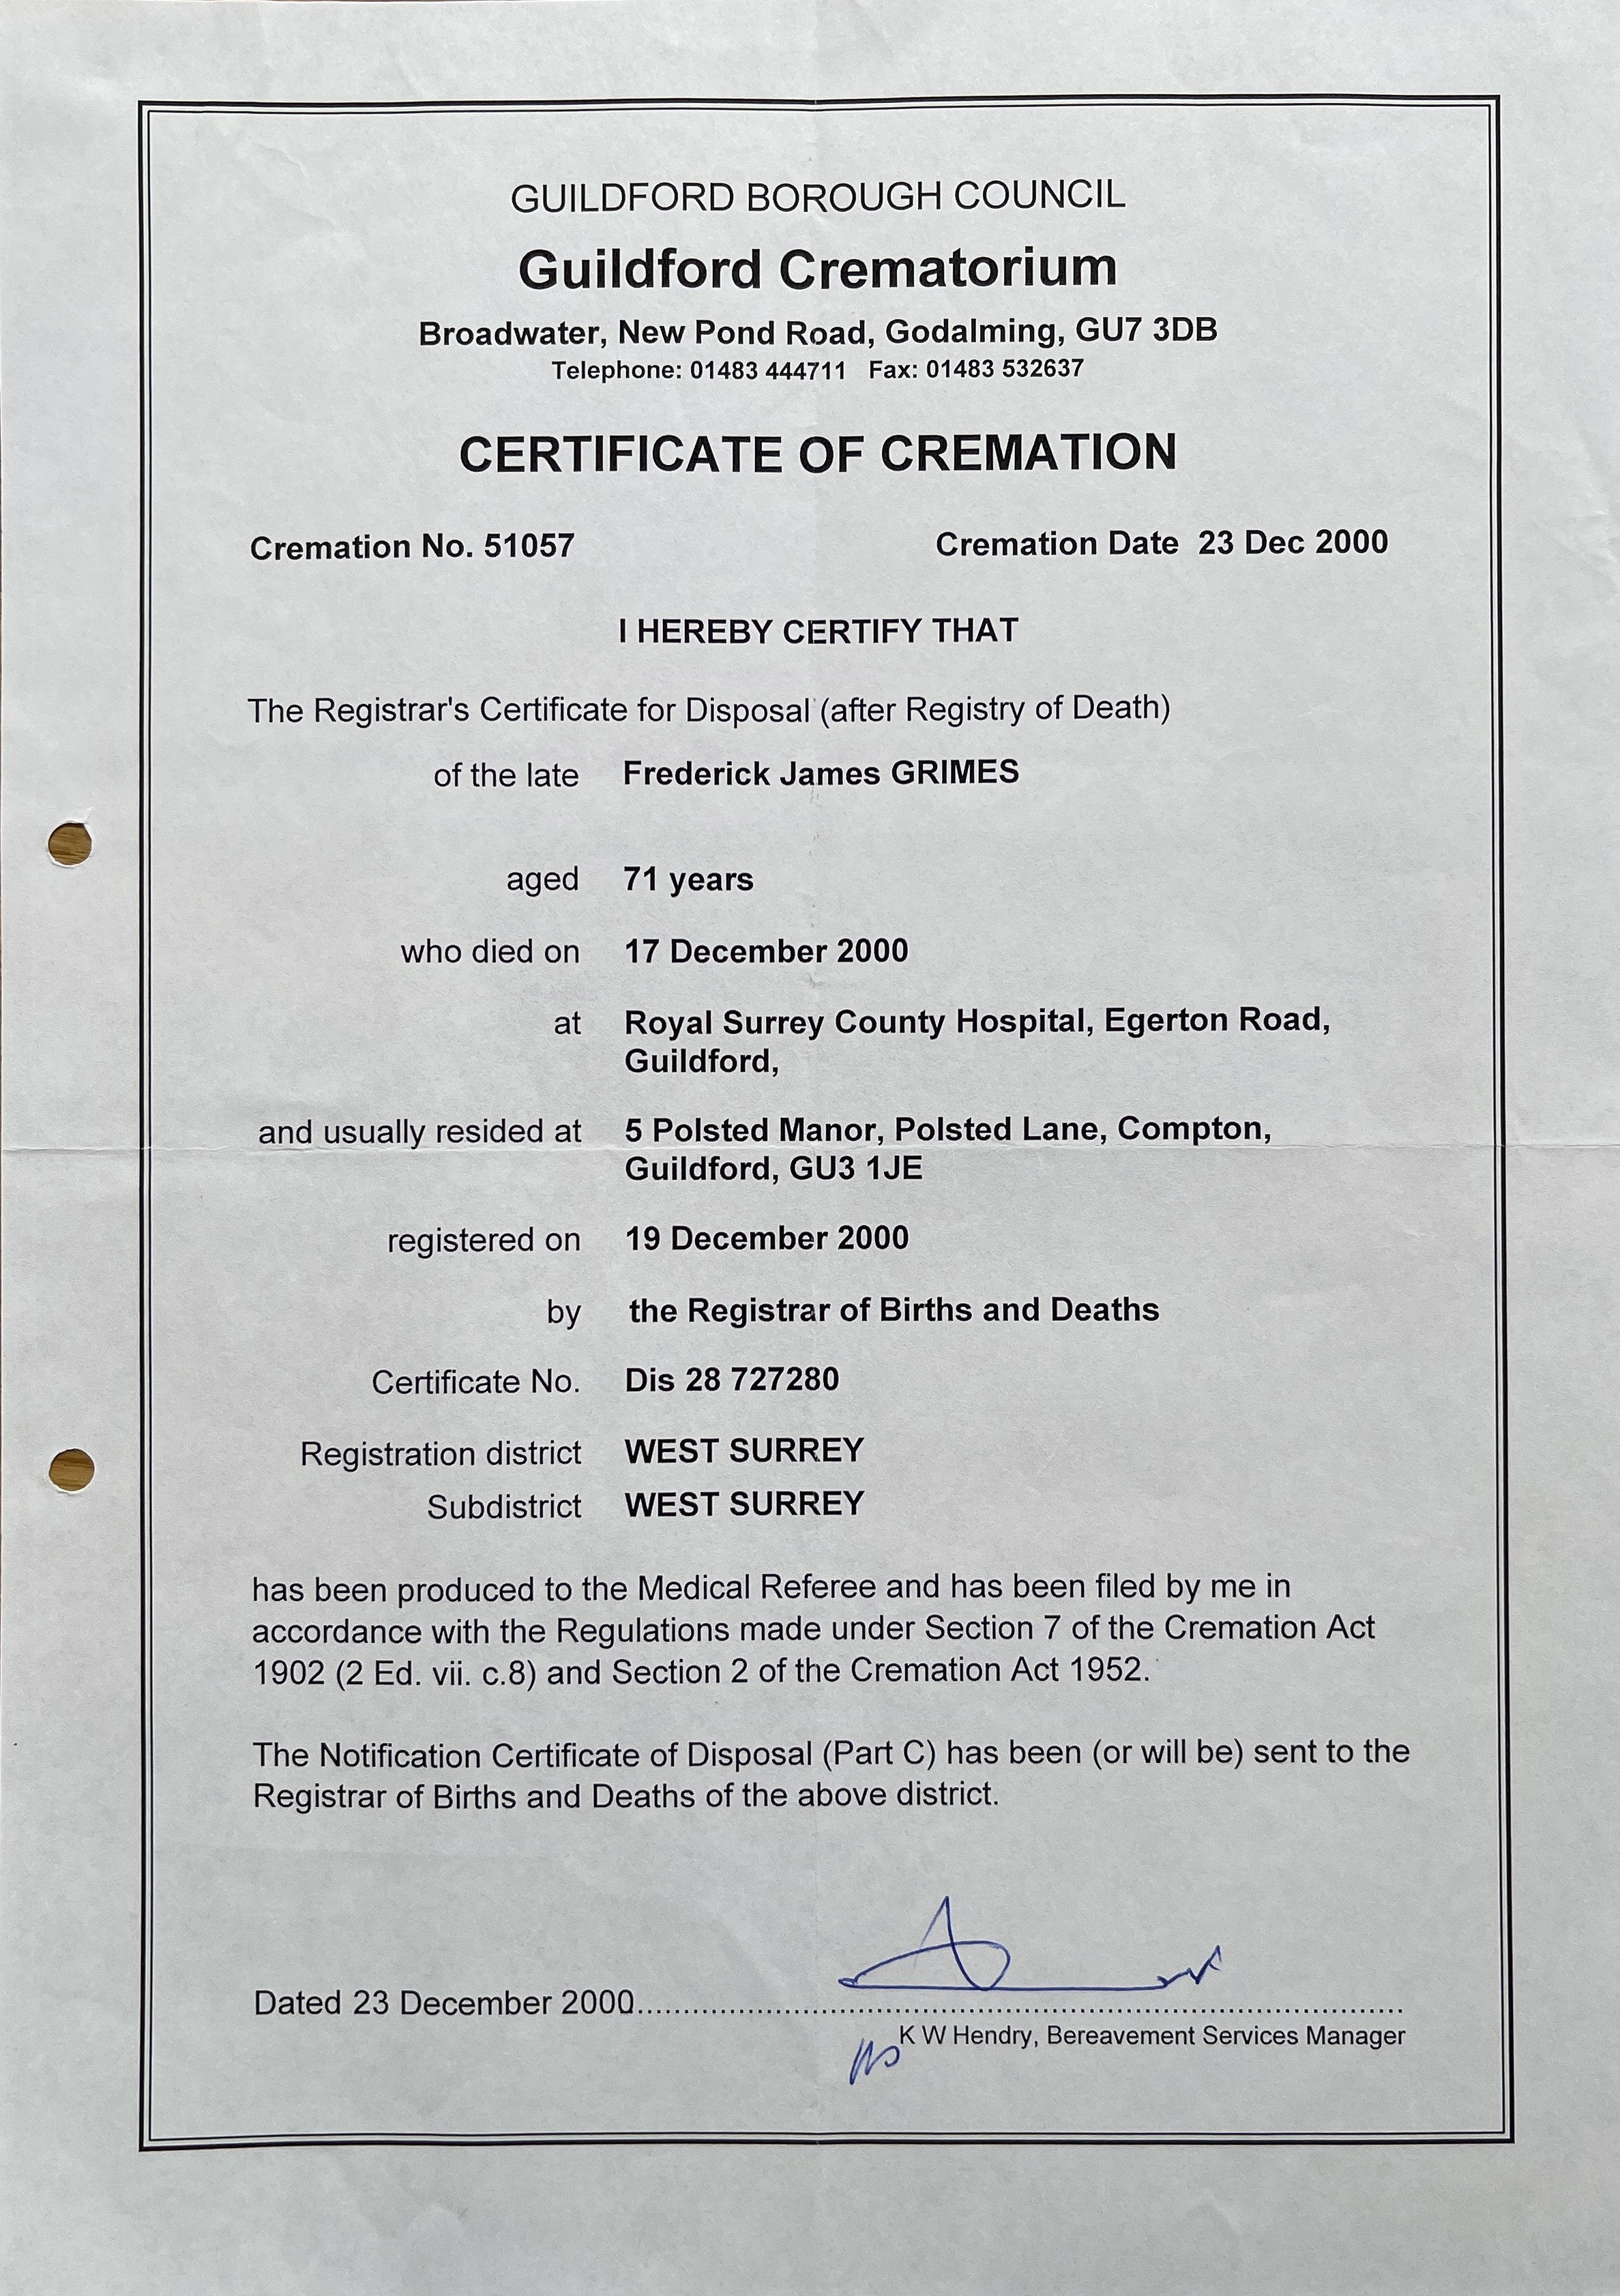 GUILDFORD BOROUGH COUNCIL
Guildford Crematorium
Broadwater, New Pond Road, Godalming, GU7 3DB
Telephone: 01483 444711 Fax: 01483 532637
CERTIFICATE OF CREMATION
Cremation No. 51057 Cremation Date 23 Dec 2000
I HEREBY CERTIFY THAT
The Registrar's Certificate for Disposal (after Registry of Death)
of the late Frederick James GRIMES
aged 71 years
who died on 17 December 2000
at Royal Surrey County Hospital, Egerton Road,
Guildford,
and usually resided at 5 Polsted Manor, Polsted Lane, Compton,
Guildford, GU3 1JE
registered on 19 December 2000
by the Registrar of Births and Deaths
Certificate No. Dis 28 727280
Registration district WEST SURREY
Subdistrict WEST SURREY
has been produced to the Medical Referee and has been filed by me in
accordance with the Regulations made under Section 7 of the Cremation Act
1902 (2 Ed. vii. c.8) and Section 2 of the Cremation Act 1952.
The Notification Certificate of Disposal (Part C) has been (or will be) sent to the
Registrar of Births and Deaths of the above district.
Dated 23 December 2000
K W Hendry, Bereavement Services Manager